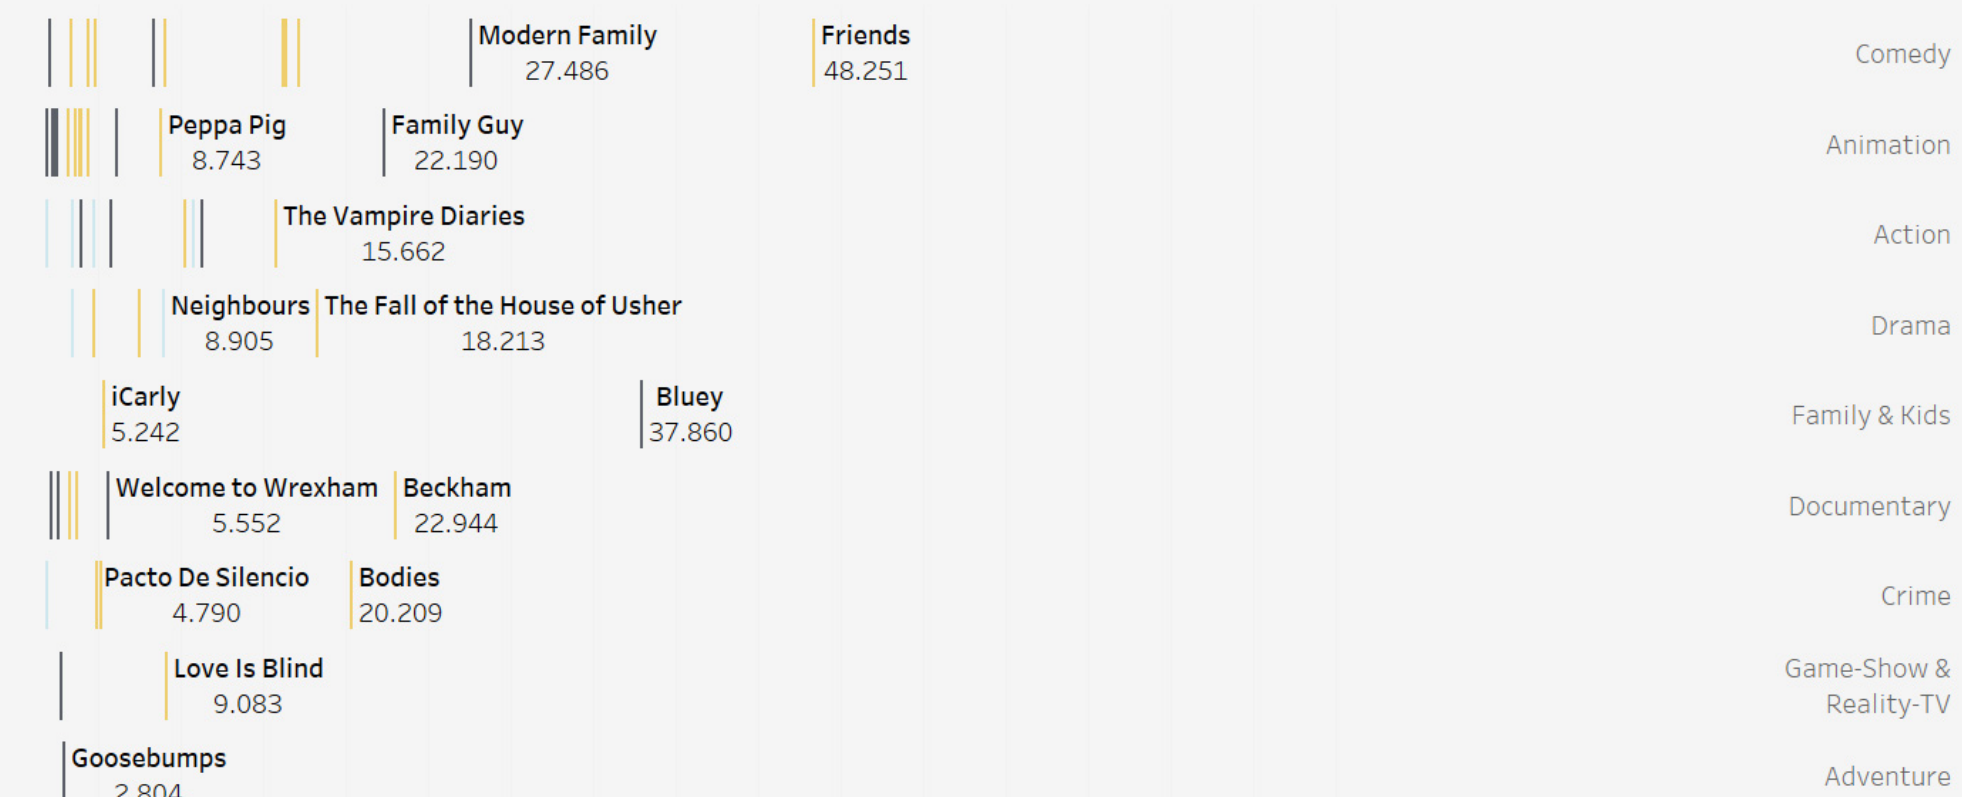 Modern Family
27.486
Friends
48.251
Comedy
Peppa Pig
8.743
Family Guy
22.190
Animation
The Vampire Diaries
15.662
Action
Neighbours
8.905
The Fall of the House of Usher
18.213
Drama
iCarly
5.242
Bluey
37.860
Family & Kids
Welcome to Wrexham
5.552
Beckham
22.944
Documentary
Pacto De Silencio
4.790
Bodies
20.209
Crime
Love Is Blind
9.083
Game-Show &
Reality-TV
Goosebumps
2.804
Adventure